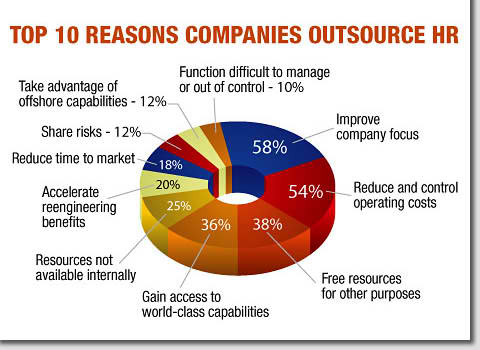 TOP 10 REASONS COMPANIES OUTSOURCE HR
Function difficult to manage
or out of control - 10%
Take advantage of
offshore capabilities - 12%
Share risks - 12%
Reduce time to market
18%
Accelerate
reengineering
benefits
20%
Resources not
available internally
25%
Gain access to
world-class capabilities
36%
Free resources
for other purposes
38%
Reduce and control
operating costs
54%
Improve
company focus
58%